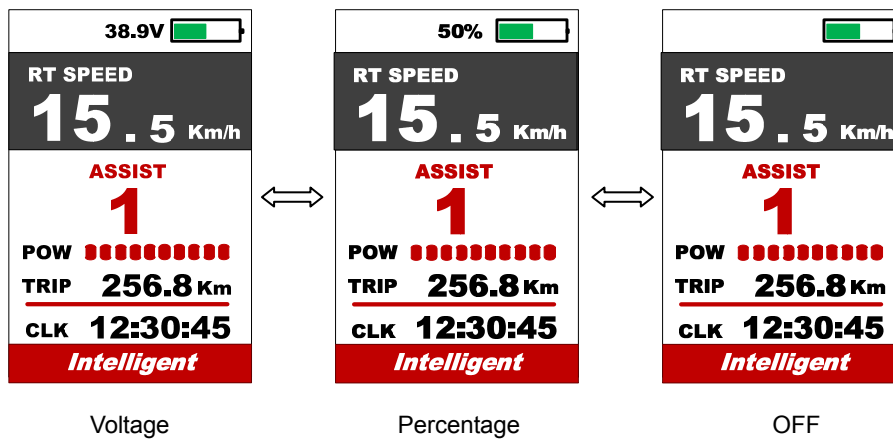 38.9V
RT SPEED
15.5 Km/h
ASSIST
1
POW
TRIP 256.8 Km
CLK 12:30:45
Intelligent
Voltage
50%
RT SPEED
15.5 Km/h
ASSIST
1
POW
TRIP 256.8 Km
CLK 12:30:45
Intelligent
Percentage
RT SPEED
15.5 Km/h
ASSIST
1
POW
TRIP 256.8 Km
CLK 12:30:45
Intelligent
OFF